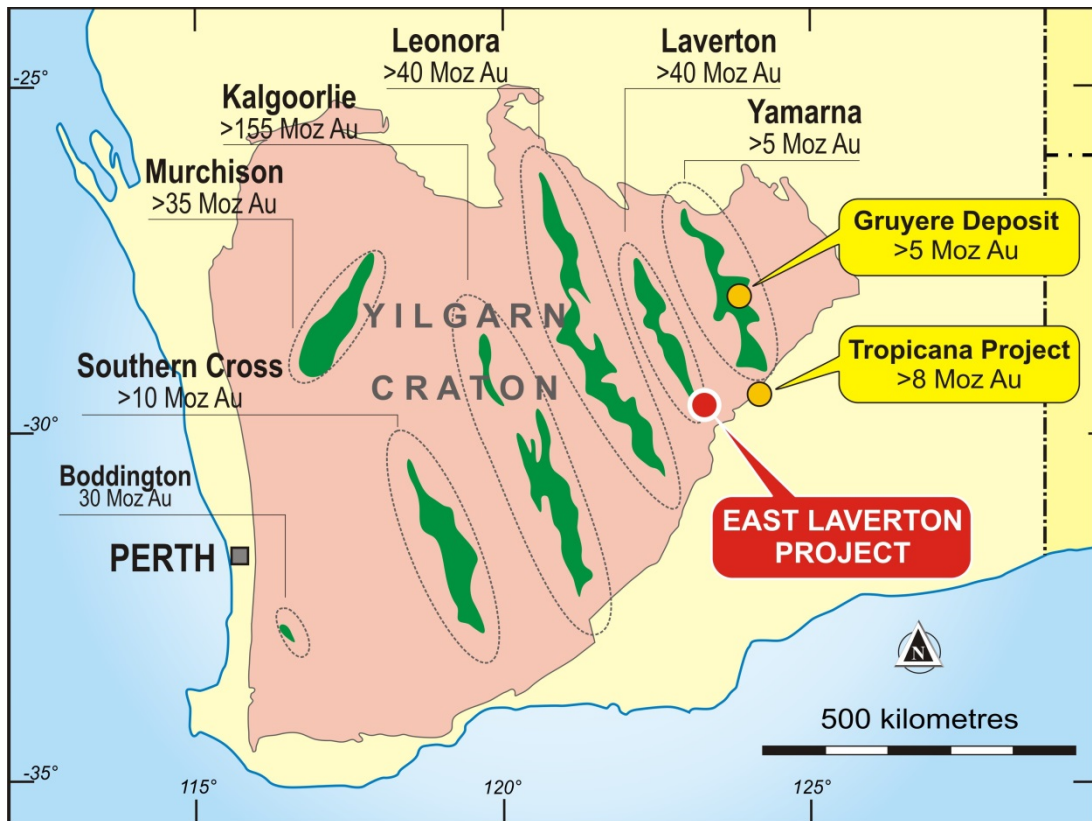 Leonora
>40 Moz Au
Laverton
>40 Moz Au
-25°
Kalgoorlie
>155 Moz Au
Yamarna
>5 Moz Au
Murchison
>35 Moz Au
Gruyere Deposit
>5 Moz Au
YILGARN
CRATON
Tropicana Project
>8 Moz Au
Southern Cross
>10 Moz Au
-30°
Boddington
30 Moz Au
EAST LAVERTON
PROJECT
PERTH
N
500 kilometres
-35°
115°
120°
125°